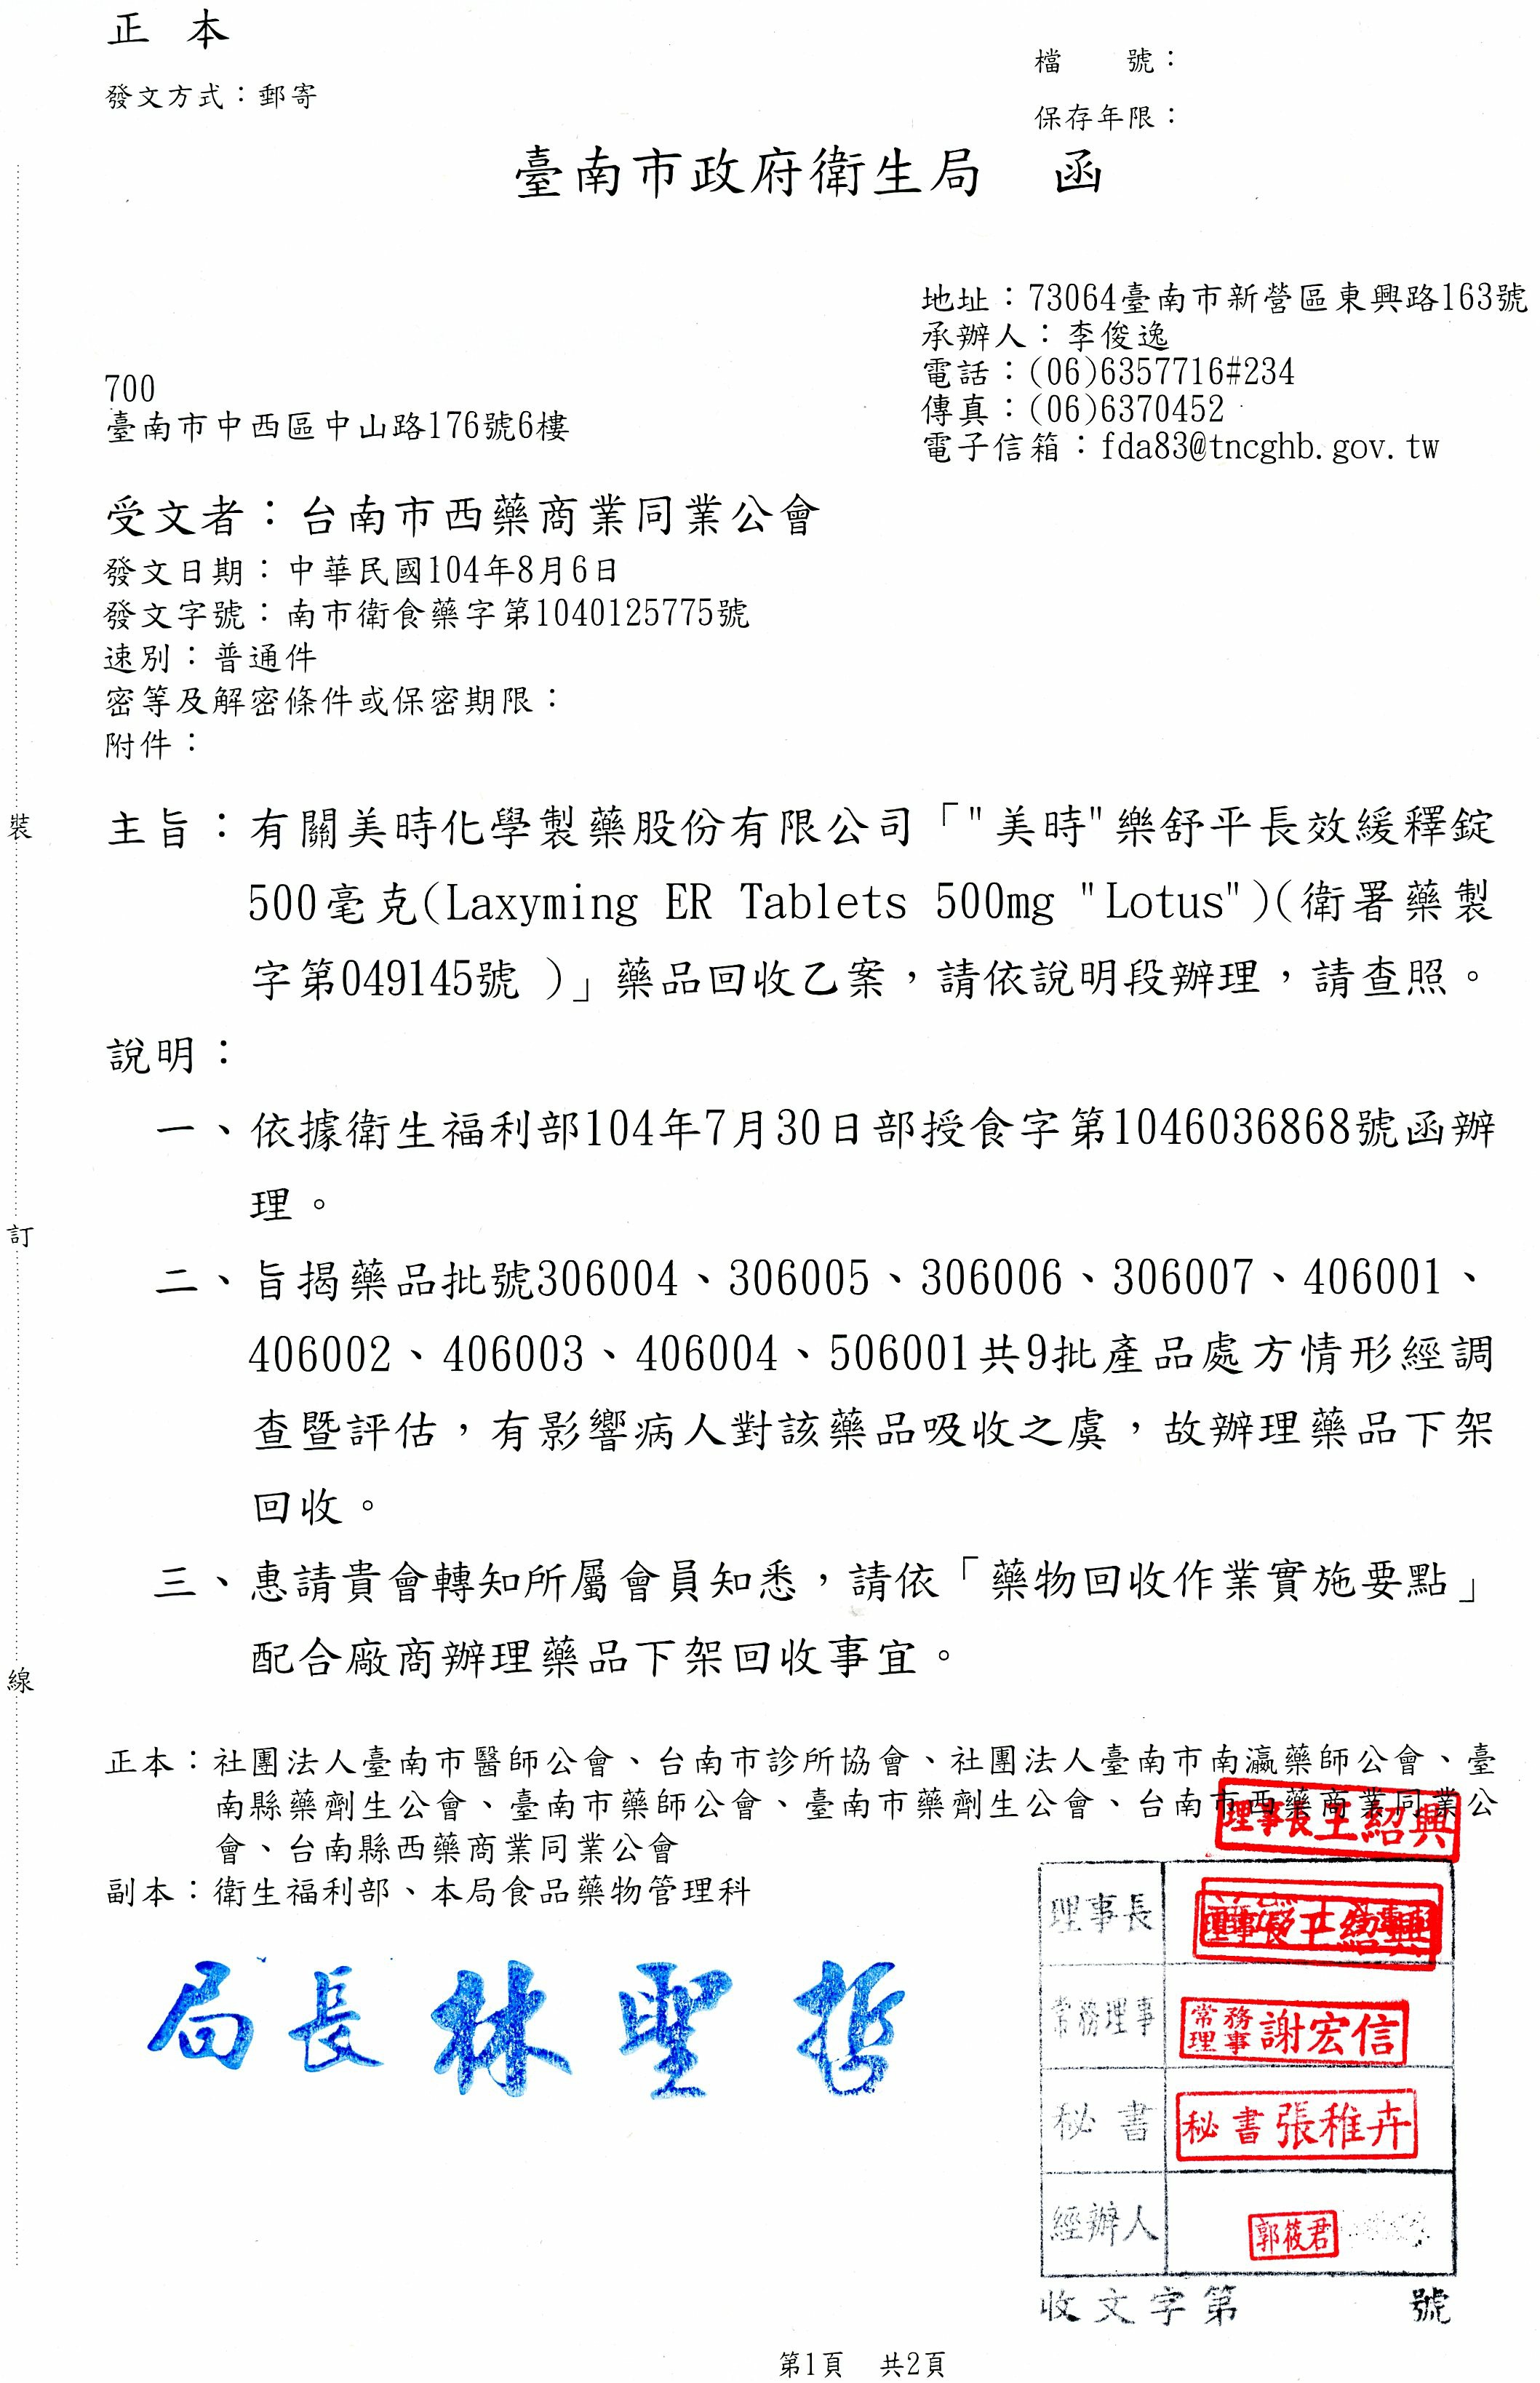 正 本
發文方式：郵寄
檔　　號：
保存年限：
臺南市政府衛生局　函
地址：73064臺南市新營區東興路163號
承辦人：李俊逸
電話：(06)6357716#234
傳真：(06)6370452
電子信箱：fda83@tncghb.gov.tw
700
臺南市中西區中山路176號6樓
受文者：台南市西藥商業同業公會
發文日期：中華民國104年8月6日
發文字號：南市衛食藥字第1040125775號
速別：普通件
密等及解密條件或保密期限：
附件：
主旨：有關美時化學製藥股份有限公司「"美時"樂舒平長效緩釋錠
500毫克(Laxyming ER Tablets 500mg "Lotus")(衛署藥製
字第049145號 )」藥品回收乙案，請依說明段辦理，請查照。
說明：
一、依據衛生福利部104年7月30日部授食字第1046036868號函辦
理。
二、旨揭藥品批號306004、306005、306006、306007、406001、
406002、406003、406004、506001共9批產品處方情形經調
查暨評估，有影響病人對該藥品吸收之虞，故辦理藥品下架
回收。
三、惠請貴會轉知所屬會員知悉，請依「藥物回收作業實施要點」
配合廠商辦理藥品下架回收事宜。
正本：社團法人臺南市醫師公會、台南市診所協會、社團法人臺南市南瀛藥師公會、臺
南縣藥劑生公會、臺南市藥師公會、臺南市藥劑生公會、台南市西藥商業同業公
會、台南縣西藥商業同業公會
副本：衛生福利部、本局食品藥物管理科
理事長王紹興
局長林聖哲
理事長
常務理事 常務理事 謝宏信
秘書 秘書張稚卉
經辦人 郭筱君
收文字第　　　號
第1頁　共2頁
裝
訂
線